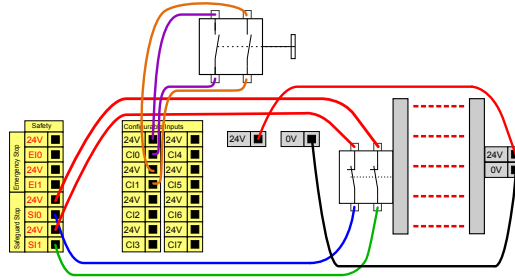 Safety
Emergency Stop
24V
EI0
24V
EI1
Safeguard Stop
24V
SI0
24V
SI1
Configurable Inputs
24V 24V
CI0 CI4
24V 24V
CI1 CI5
24V 24V
CI2 CI6
24V 24V
CI3 CI7
24V 0V
24V
0V